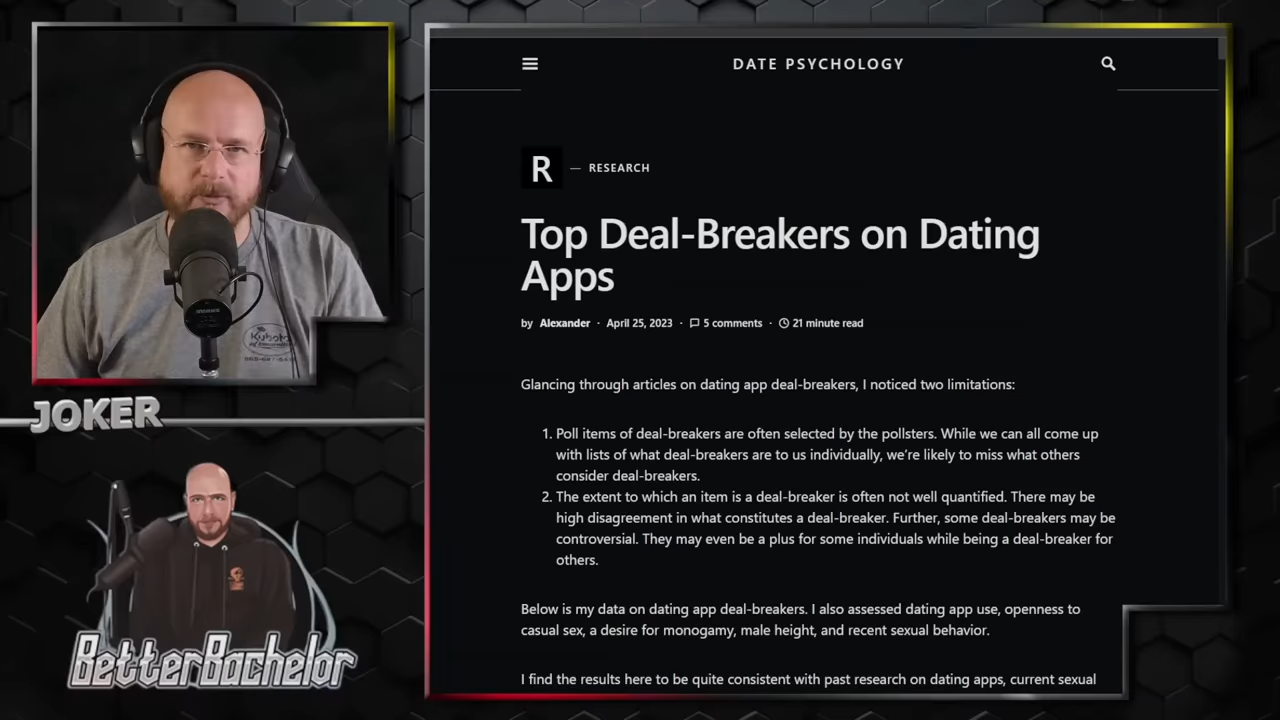 DATE PSYCHOLOGY
R — RESEARCH
Top Deal-Breakers on Dating
Apps
by Alexander · April 25, 2023 · 5 comments · 21 minute read
Glancing through articles on dating app deal-breakers, I noticed two limitations:
1. Poll items of deal-breakers are often selected by the pollsters. While we can all come up
with lists of what deal-breakers are to us individually, we’re likely to miss what others
consider deal-breakers.
2. The extent to which an item is a deal-breaker is often not well quantified. There may be
high disagreement in what constitutes a deal-breaker. Further, some deal-breakers may be
controversial. They may even be a plus for some individuals while being a deal-breaker for
others.
Below is my data on dating app deal-breakers. I also assessed dating app use, openness to
casual sex, a desire for monogamy, male height, and recent sexual behavior.
I find the results here to be quite consistent with past research on dating apps, current sexual
Kubota
JOKER
BetterBachelor